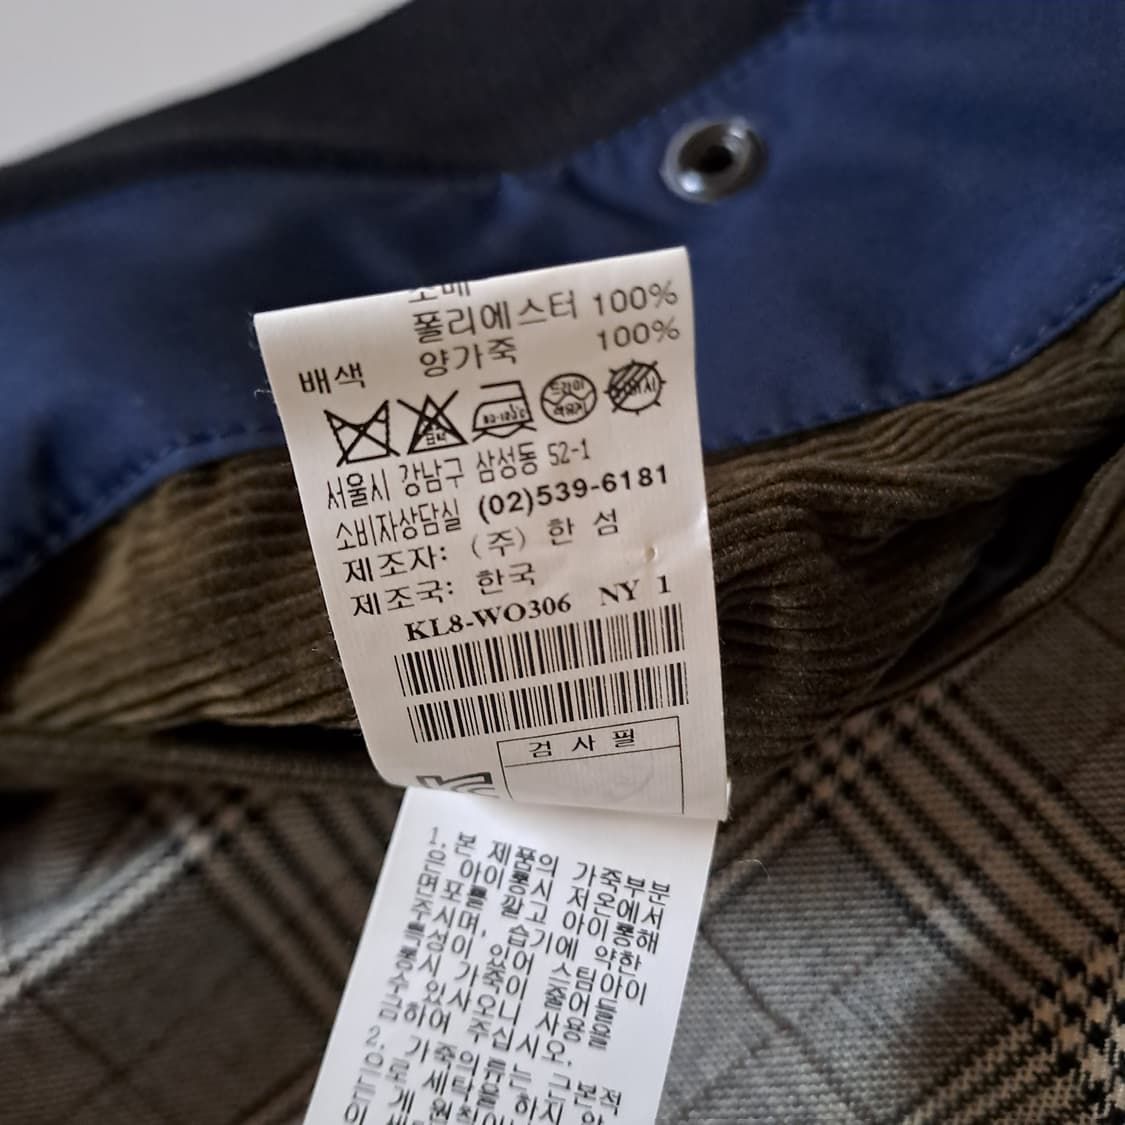 소매
폴리에스터 100%
배색 양가죽 100%
드라이
서울시 강남구 삼성동 52-1
소비자상담실 (02)539-6181
제조자: (주) 한 섬
제조국: 한국
KL8-WO306 NY 1
검 사 필
1. 본 제품의 가죽부분
은 아이롱시 저온에서
면포를 깔고 아이롱해
주시며, 습기에 약한
특성이 있어 스팀아이
롱시 가죽이 줄어들
수 있사오니 사용을
금하여 주십시오.
2. 가죽의류는 근본적
으로 세탁을 하지 않